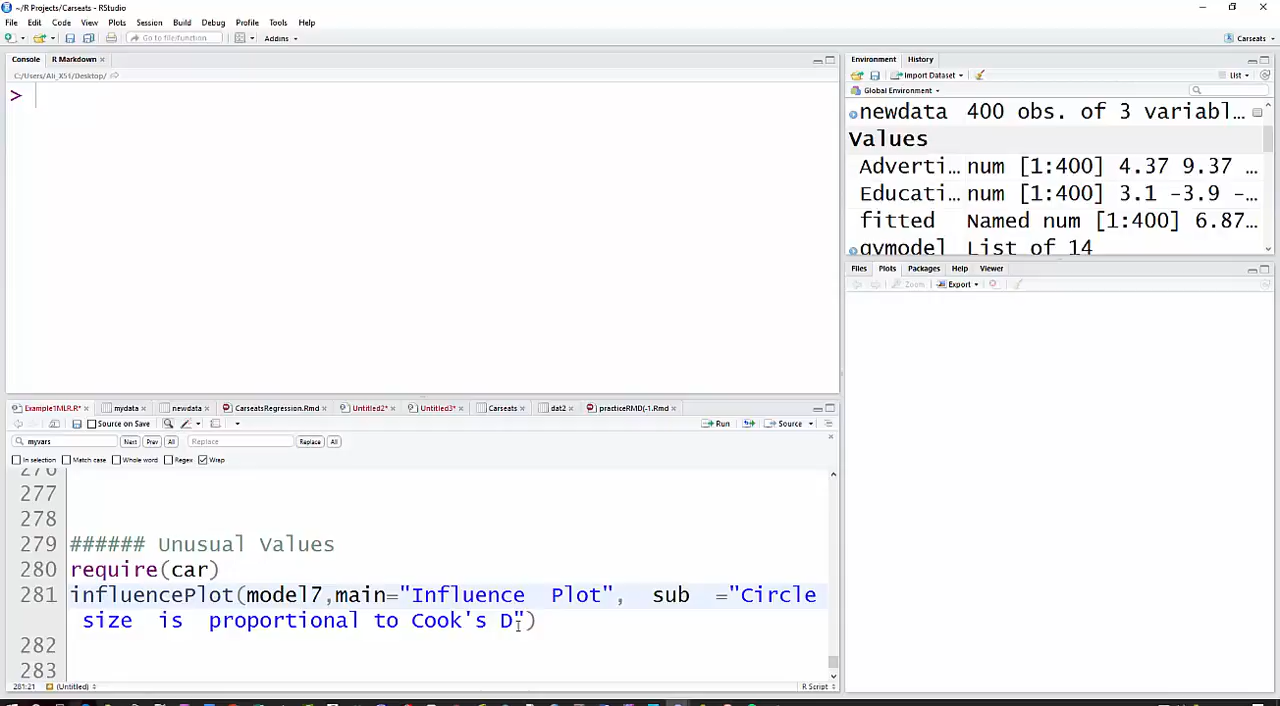 ~/R Projects/Carseats - RStudio
File Edit Code View Plots Session Build Debug Profile Tools Help
Go to file/function Addins Carseats
Console R Markdown
C:/Users/Ali_X51/Desktop/
>
Environment History
Import Dataset List
Global Environment
newdata 400 obs. of 3 variabl…
Values
Adverti… num [1:400] 4.37 9.37 …
Educati… num [1:400] 3.1 -3.9 -…
fitted Named num [1:400] 6.87…
gvmodel List of 14
Files Plots Packages Help Viewer
Zoom Export
Example1MLR.R* mydata newdata CarseatsRegression.Rmd Untitled2* Untitled3* Carseats dat2 practiceRMD(-1.Rmd
Source on Save Run Source
myvars Next Prev All Replace Replace All
In selection Match case Whole word Regex Wrap
276
277
278
279 ###### Unusual Values
280 require(car)
281 influencePlot(model7,main="Influence Plot", sub ="Circle
size is proportional to Cook's D")
282
283
281:21 (Untitled) R Script